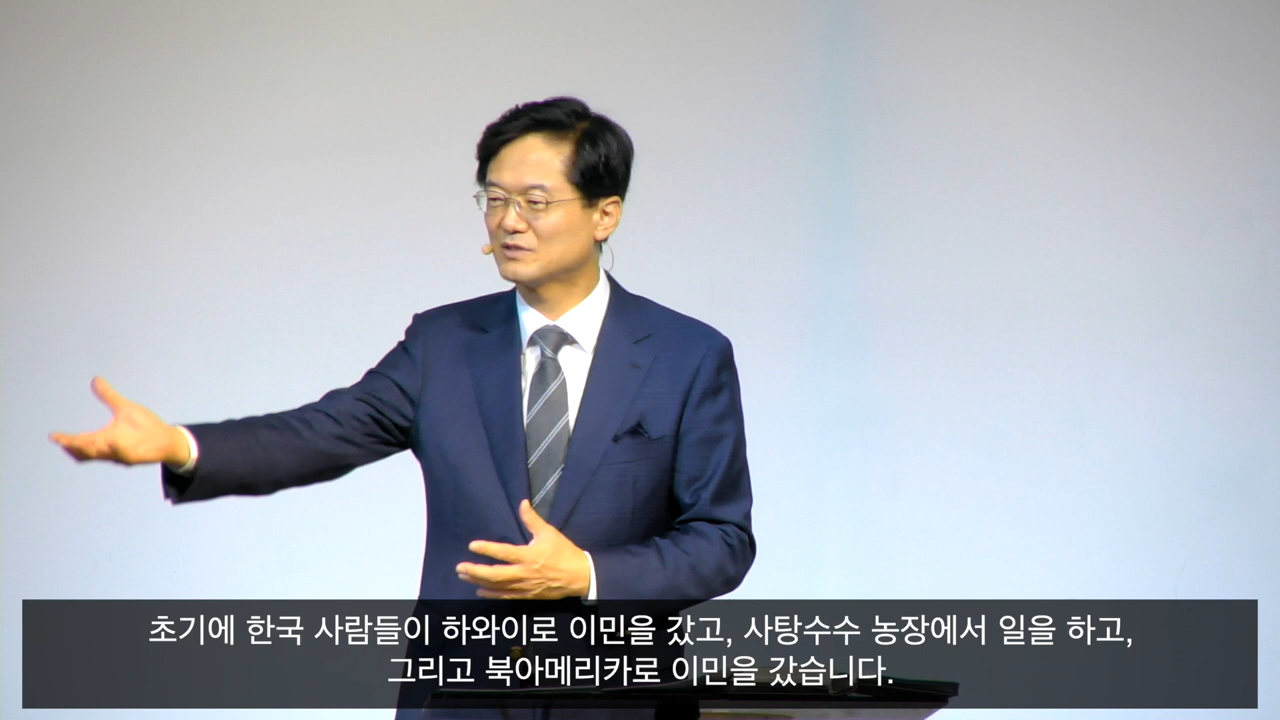 초기에 한국 사람들이 하와이로 이민을 갔고, 사탕수수 농장에서 일을 하고,
그리고 북아메리카로 이민을 갔습니다.